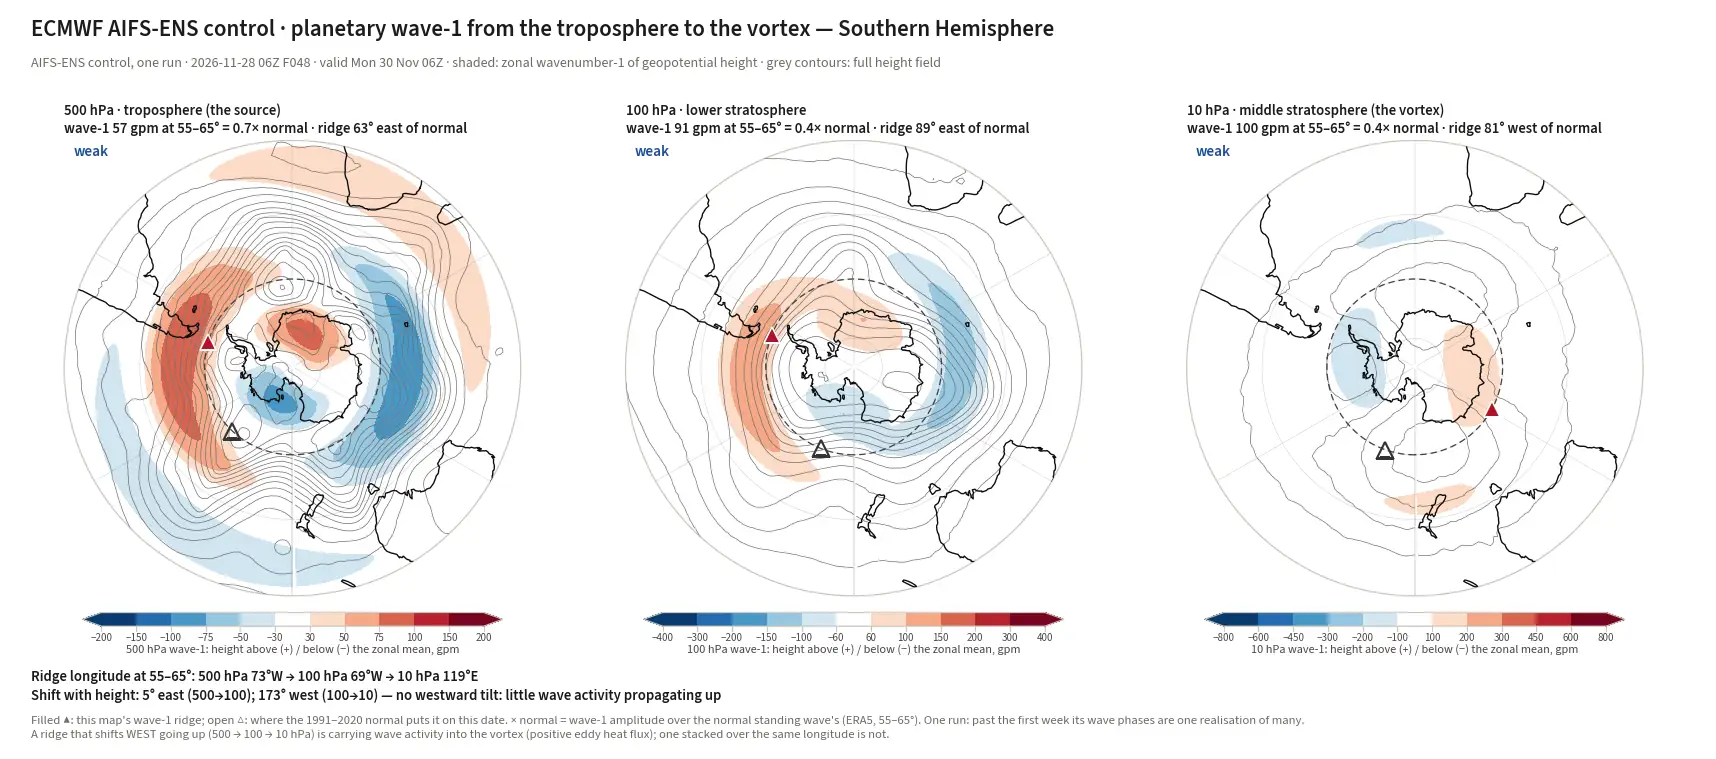 ECMWF AIFS-ENS control · planetary wave-1 from the troposphere to the vortex — Southern Hemisphere
AIFS-ENS control, one run · 2026-11-28 06Z F048 · valid Mon 30 Nov 06Z · shaded: zonal wavenumber-1 of geopotential height · grey contours: full height field
500 hPa · troposphere (the source)
wave-1 57 gpm at 55–65° = 0.7× normal · ridge 63° east of normal
weak
100 hPa · lower stratosphere
wave-1 91 gpm at 55–65° = 0.4× normal · ridge 89° east of normal
weak
10 hPa · middle stratosphere (the vortex)
wave-1 100 gpm at 55–65° = 0.4× normal · ridge 81° west of normal
weak
−200 −150 −100 −75 −50 −30 30 50 75 100 150 200
500 hPa wave-1: height above (+) / below (−) the zonal mean, gpm
−400 −300 −200 −150 −100 −60 60 100 150 200 300 400
100 hPa wave-1: height above (+) / below (−) the zonal mean, gpm
−800 −600 −450 −300 −200 −100 100 200 300 450 600 800
10 hPa wave-1: height above (+) / below (−) the zonal mean, gpm
Ridge longitude at 55–65°: 500 hPa 73°W → 100 hPa 69°W → 10 hPa 119°E
Shift with height: 5° east (500→100); 173° west (100→10) — no westward tilt: little wave activity propagating up
Filled ▲: this map's wave-1 ridge; open △: where the 1991–2020 normal puts it on this date. × normal = wave-1 amplitude over the normal standing wave's (ERA5, 55–65°). One run: past the first week its wave phases are one realisation of many.
A ridge that shifts WEST going up (500 → 100 → 10 hPa) is carrying wave activity into the vortex (positive eddy heat flux); one stacked over the same longitude is not.